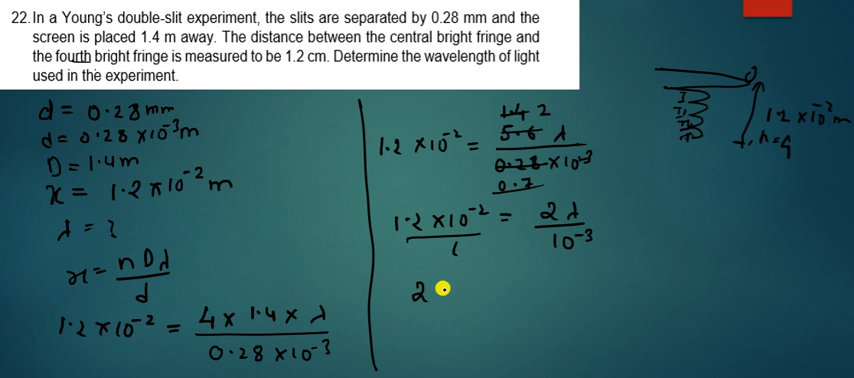 22. In a Young's double-slit experiment, the slits are separated by 0.28 mm and the
screen is placed 1.4 m away. The distance between the central bright fringe and
the fourth bright fringe is measured to be 1.2 cm. Determine the wavelength of light
used in the experiment.
d = 0.28 mm
d = 0.28 x 10⁻³ m
D = 1.4 m
x = 1.2 x 10⁻² m
λ = ?
x = nDλ / d
1.2 x 10⁻² = 4 x 1.4 x λ / 0.28 x 10⁻³
1.4 2
1.2 x 10⁻² = 5.6 λ / 0.28 x 10⁻³
0.7
1.2 x 10⁻² / 1 = 2 λ / 10⁻³
2
12 x 10⁻² m